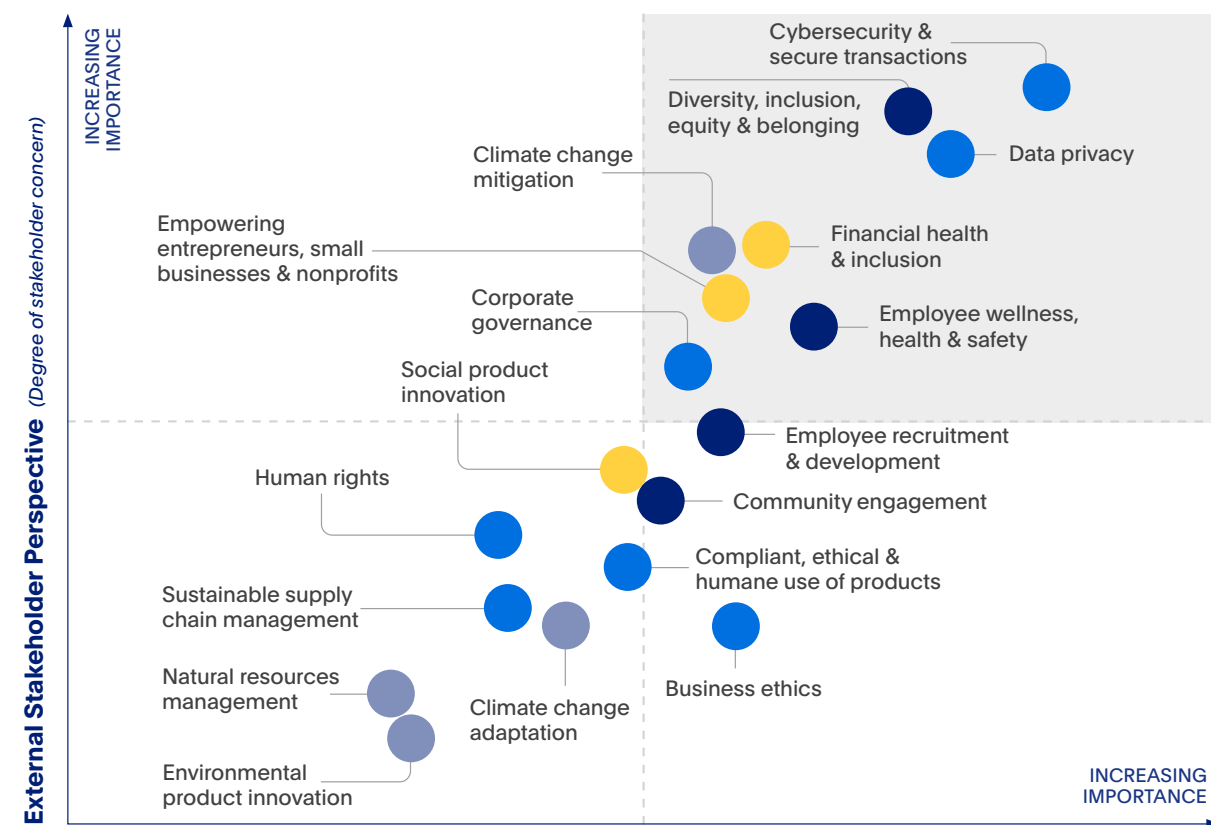 INCREASING
IMPORTANCE
External Stakeholder Perspective (Degree of stakeholder concern)
Cybersecurity &
secure transactions
Diversity, inclusion,
equity & belonging
Data privacy
Climate change
mitigation
Empowering
entrepreneurs, small
businesses & nonprofits
Financial health
& inclusion
Corporate
governance
Employee wellness,
health & safety
Social product
innovation
Employee recruitment
& development
Human rights
Community engagement
Compliant, ethical &
humane use of products
Sustainable supply
chain management
Natural resources
management
Climate change
adaptation
Business ethics
Environmental
product innovation
INCREASING
IMPORTANCE